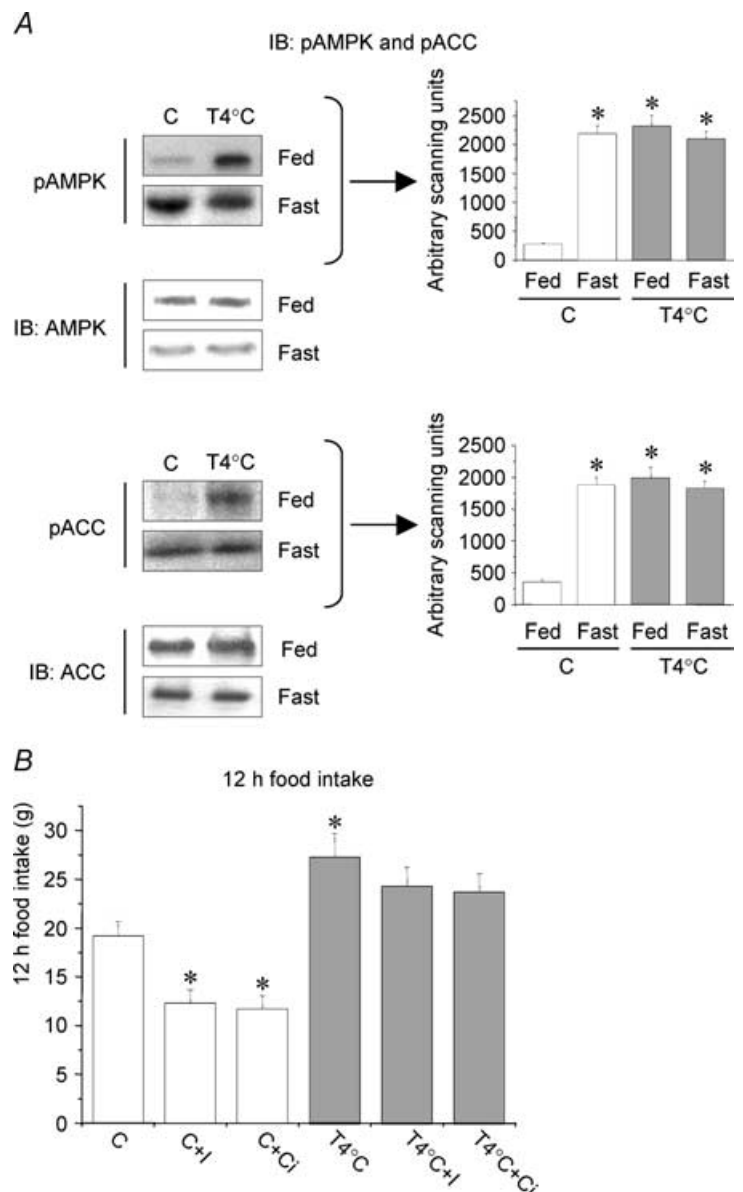 A
IB: pAMPK and pACC
C T4°C
pAMPK
Fed
Fast
IB: AMPK
Fed
Fast
Arbitrary scanning units
2500
2000
1500
1000
500
0
* * *
Fed Fast Fed Fast
C T4°C
C T4°C
pACC
Fed
Fast
IB: ACC
Fed
Fast
Arbitrary scanning units
2500
2000
1500
1000
500
0
* * *
Fed Fast Fed Fast
C T4°C
B
12 h food intake
12 h food intake (g)
30
25
20
15
10
5
0
* * *
C C+I C+Ci T4°C T4°C+I T4°C+Ci